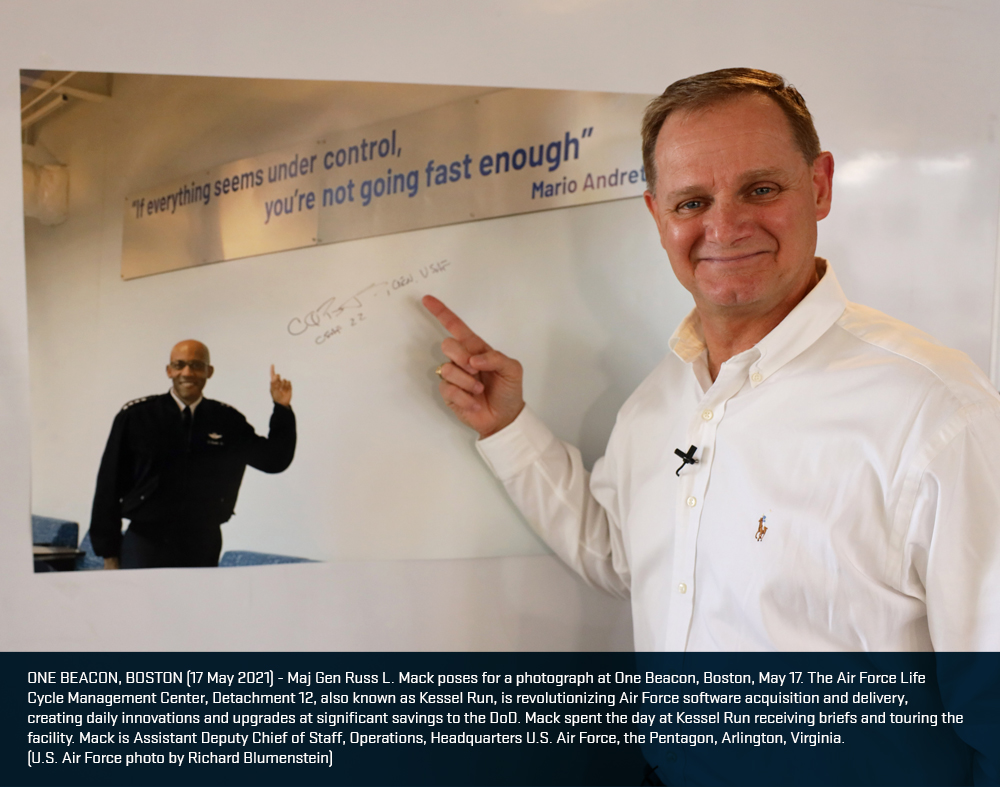 "If everything seems under control,
you're not going fast enough"
Mario Andret
CSAF 22
ONE BEACON, BOSTON (17 May 2021) - Maj Gen Russ L. Mack poses for a photograph at One Beacon, Boston, May 17. The Air Force Life
Cycle Management Center, Detachment 12, also known as Kessel Run, is revolutionizing Air Force software acquisition and delivery,
creating daily innovations and upgrades at significant savings to the DoD. Mack spent the day at Kessel Run receiving briefs and touring the
facility. Mack is Assistant Deputy Chief of Staff, Operations, Headquarters U.S. Air Force, the Pentagon, Arlington, Virginia.
(U.S. Air Force photo by Richard Blumenstein)